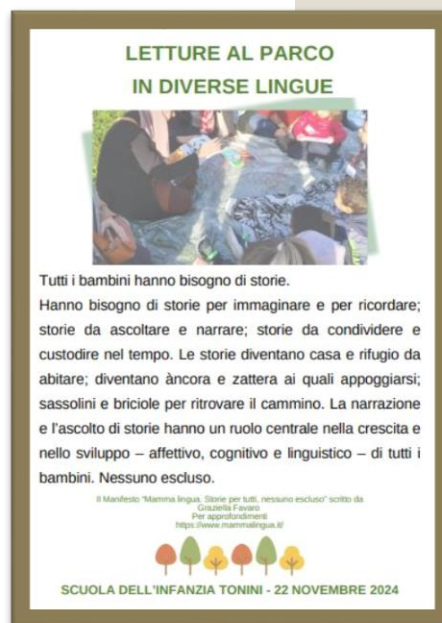 LETTURE AL PARCO
IN DIVERSE LINGUE
Tutti i bambini hanno bisogno di storie.
Hanno bisogno di storie per immaginare e per ricordare;
storie da ascoltare e narrare; storie da condividere e
custodire nel tempo. Le storie diventano casa e rifugio da
abitare; diventano àncora e zattera ai quali appoggiarsi;
sassolini e briciole per ritrovare il cammino. La narrazione
e l'ascolto di storie hanno un ruolo centrale nella crescita e
nello sviluppo – affettivo, cognitivo e linguistico – di tutti i
bambini. Nessuno escluso.
Il Manifesto "Mamma lingua. Storie per tutti, nessuno escluso" scritto da
Graziella Favaro
Per approfondimenti
https://www.mammalingua.it/
SCUOLA DELL'INFANZIA TONINI - 22 NOVEMBRE 2024